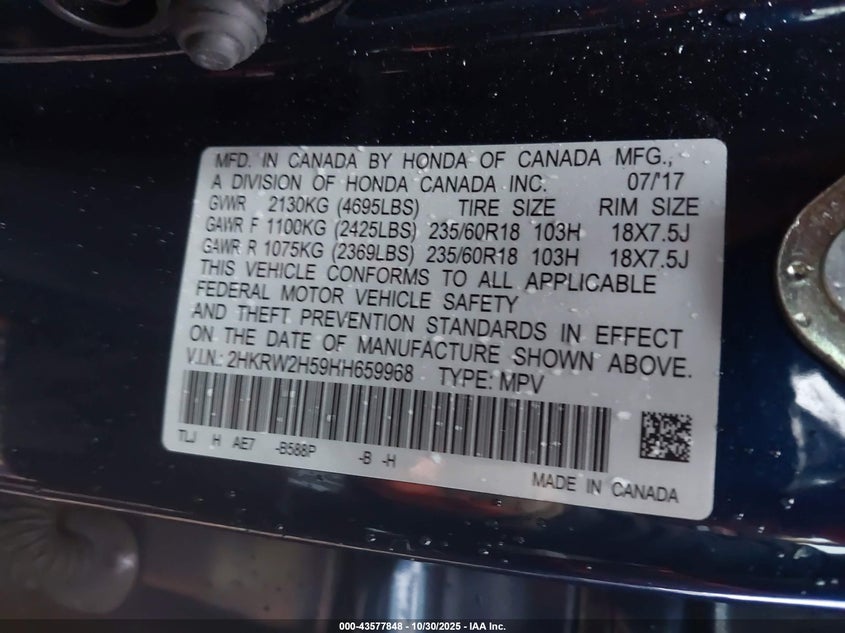 MFD. IN CANADA BY HONDA OF CANADA MFG.,
A DIVISION OF HONDA CANADA INC. 07/'17
GVWR 2130KG (4695LBS) TIRE SIZE RIM SIZE
GAWR F 1100KG (2425LBS) 235/60R18 103H 18X7.5J
GAWR R 1075KG (2369LBS) 235/60R18 103H 18X7.5J
THIS VEHICLE CONFORMS TO ALL APPLICABLE
FEDERAL MOTOR VEHICLE SAFETY
AND THEFT PREVENTION STANDARDS IN EFFECT
ON THE DATE OF MANUFACTURE SHOWN ABOVE.
V.I.N.: 2HKRW2H59HH659968 TYPE: MPV
TLJ H AE7 -B588P -B -H
MADE IN CANADA
000-43577848 - 10/30/2025 - IAA Inc.